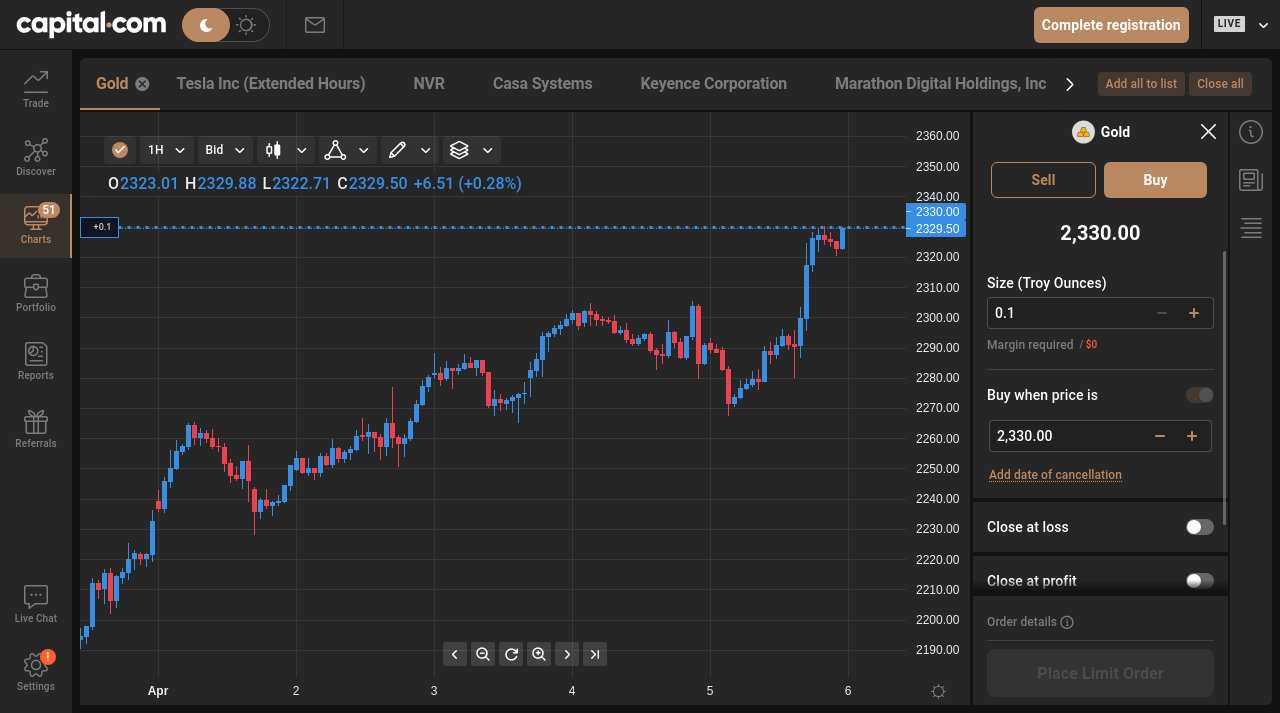 capital.com
Complete registration
LIVE
Trade
Discover
51
Charts
Portfolio
Reports
Referrals
Live Chat
!
Settings
Gold
Tesla Inc (Extended Hours)
NVR
Casa Systems
Keyence Corporation
Marathon Digital Holdings, Inc
Add all to list
Close all
1H
Bid
O2323.01 H2329.88 L2322.71 C2329.50 +6.51 (+0.28%)
+0.1
2360.00
2350.00
2340.00
2330.00
2329.50
2320.00
2310.00
2300.00
2290.00
2280.00
2270.00
2260.00
2250.00
2240.00
2230.00
2220.00
2210.00
2200.00
2190.00
Apr
2
3
4
5
6
Gold
Sell
Buy
2,330.00
Size (Troy Ounces)
0.1
Margin required / $0
Buy when price is
2,330.00
Add date of cancellation
Close at loss
Close at profit
Order details
Place Limit Order